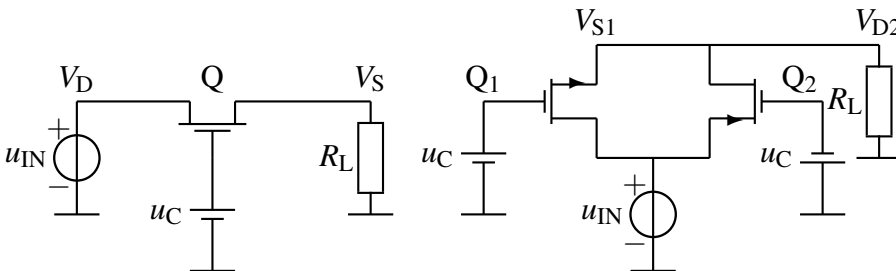 V_D Q V_S
+
u_IN
−
R_L
u_C
V_S1 V_D2
Q_1 Q_2
R_L
u_C u_C
+
u_IN
−